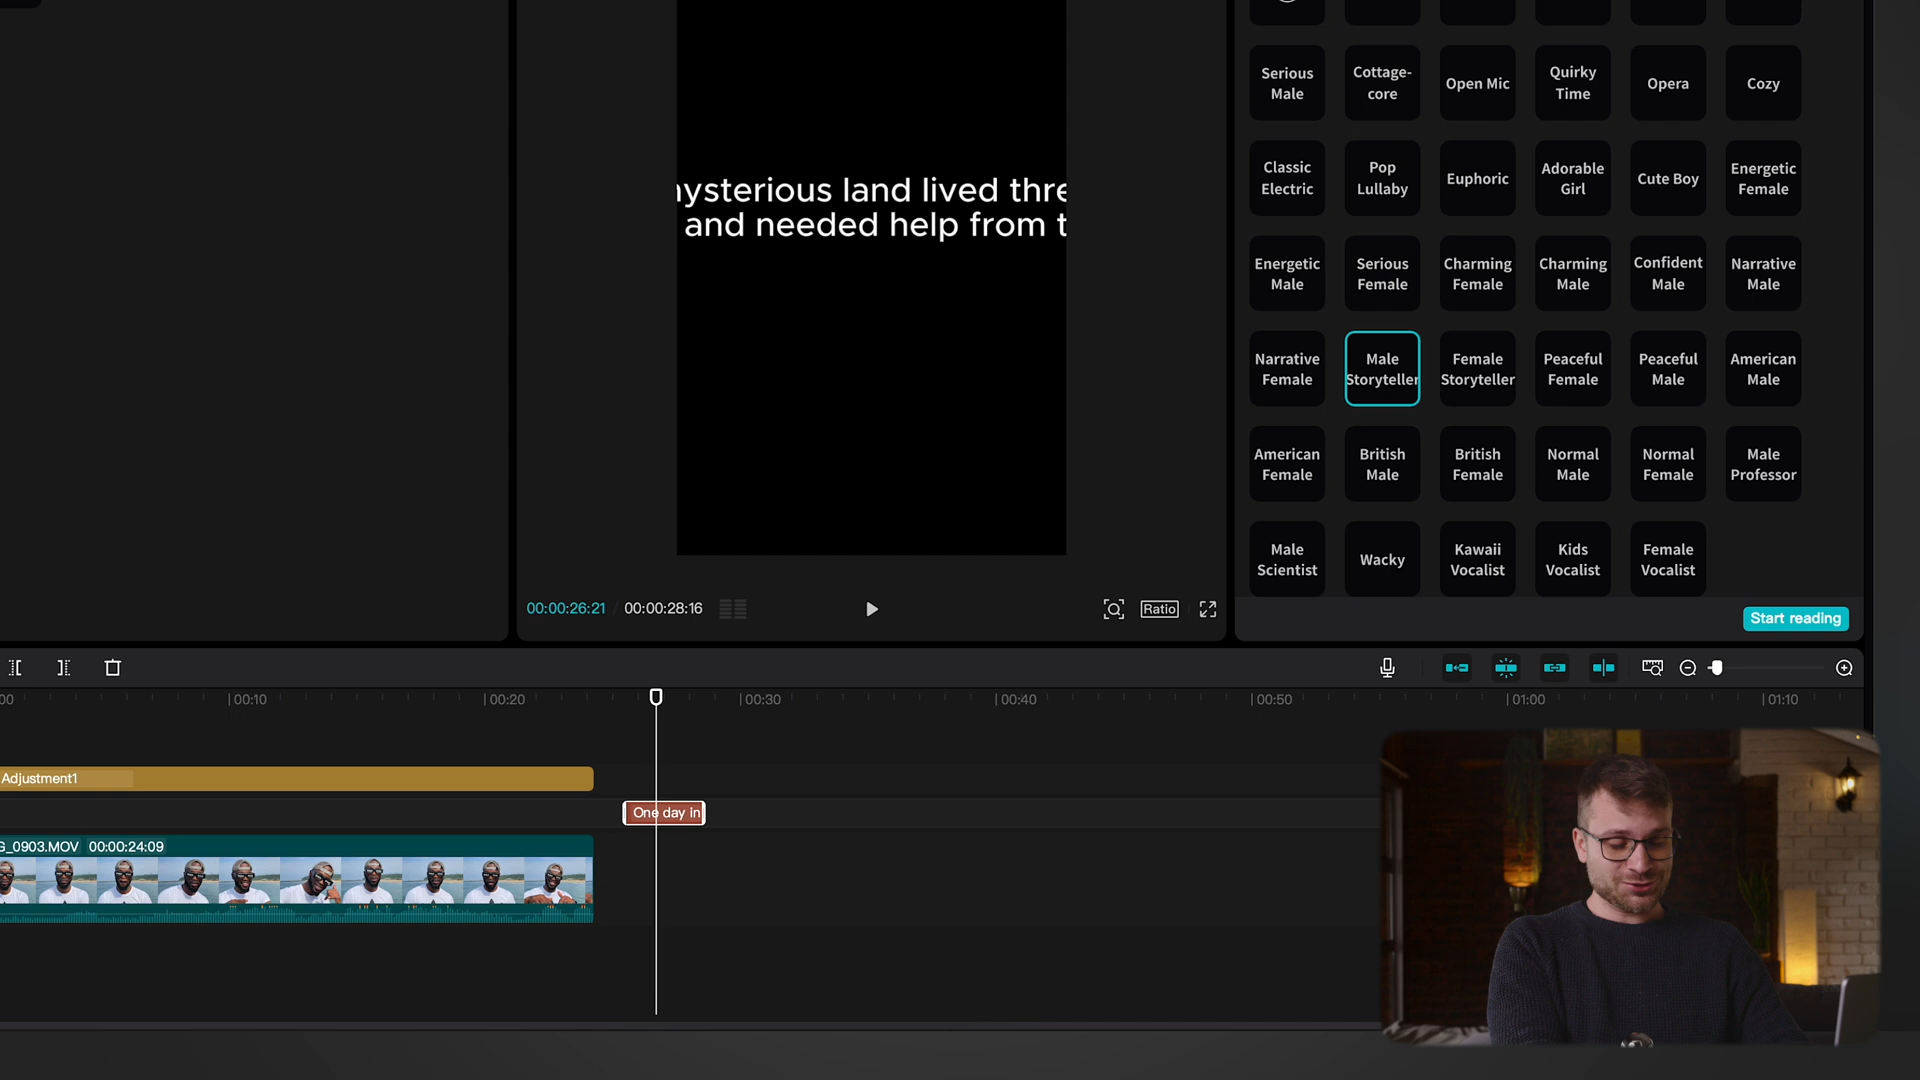 Serious
Male
Cottage-
core
Open Mic
Quirky
Time
Opera
Cozy
Classic
Electric
Pop
Lullaby
Euphoric
Adorable
Girl
Cute Boy
Energetic
Female
Energetic
Male
Serious
Female
Charming
Female
Charming
Male
Confident
Male
Narrative
Male
Narrative
Female
Male
Storyteller
Female
Storyteller
Peaceful
Female
Peaceful
Male
American
Male
American
Female
British
Male
British
Female
Normal
Male
Normal
Female
Male
Professor
Male
Scientist
Wacky
Kawaii
Vocalist
Kids
Vocalist
Female
Vocalist
Start reading
mysterious land lived thre
and needed help from t
00:00:26:21 00:00:28:16
Ratio
00 00:10 00:20 00:30 00:40 00:50 01:00 01:10
Adjustment1
One day in
G_0903.MOV 00:00:24:09